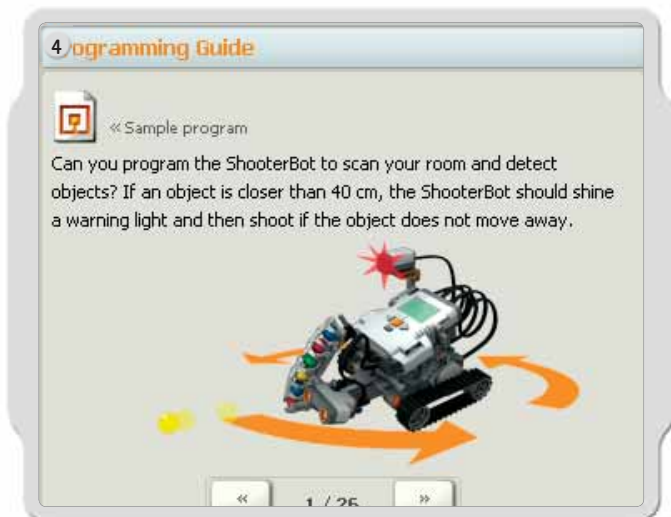 4 ogramming Guide
« Sample program
Can you program the ShooterBot to scan your room and detect
objects? If an object is closer than 40 cm, the ShooterBot should shine
a warning light and then shoot if the object does not move away.
« 1 / 26 »